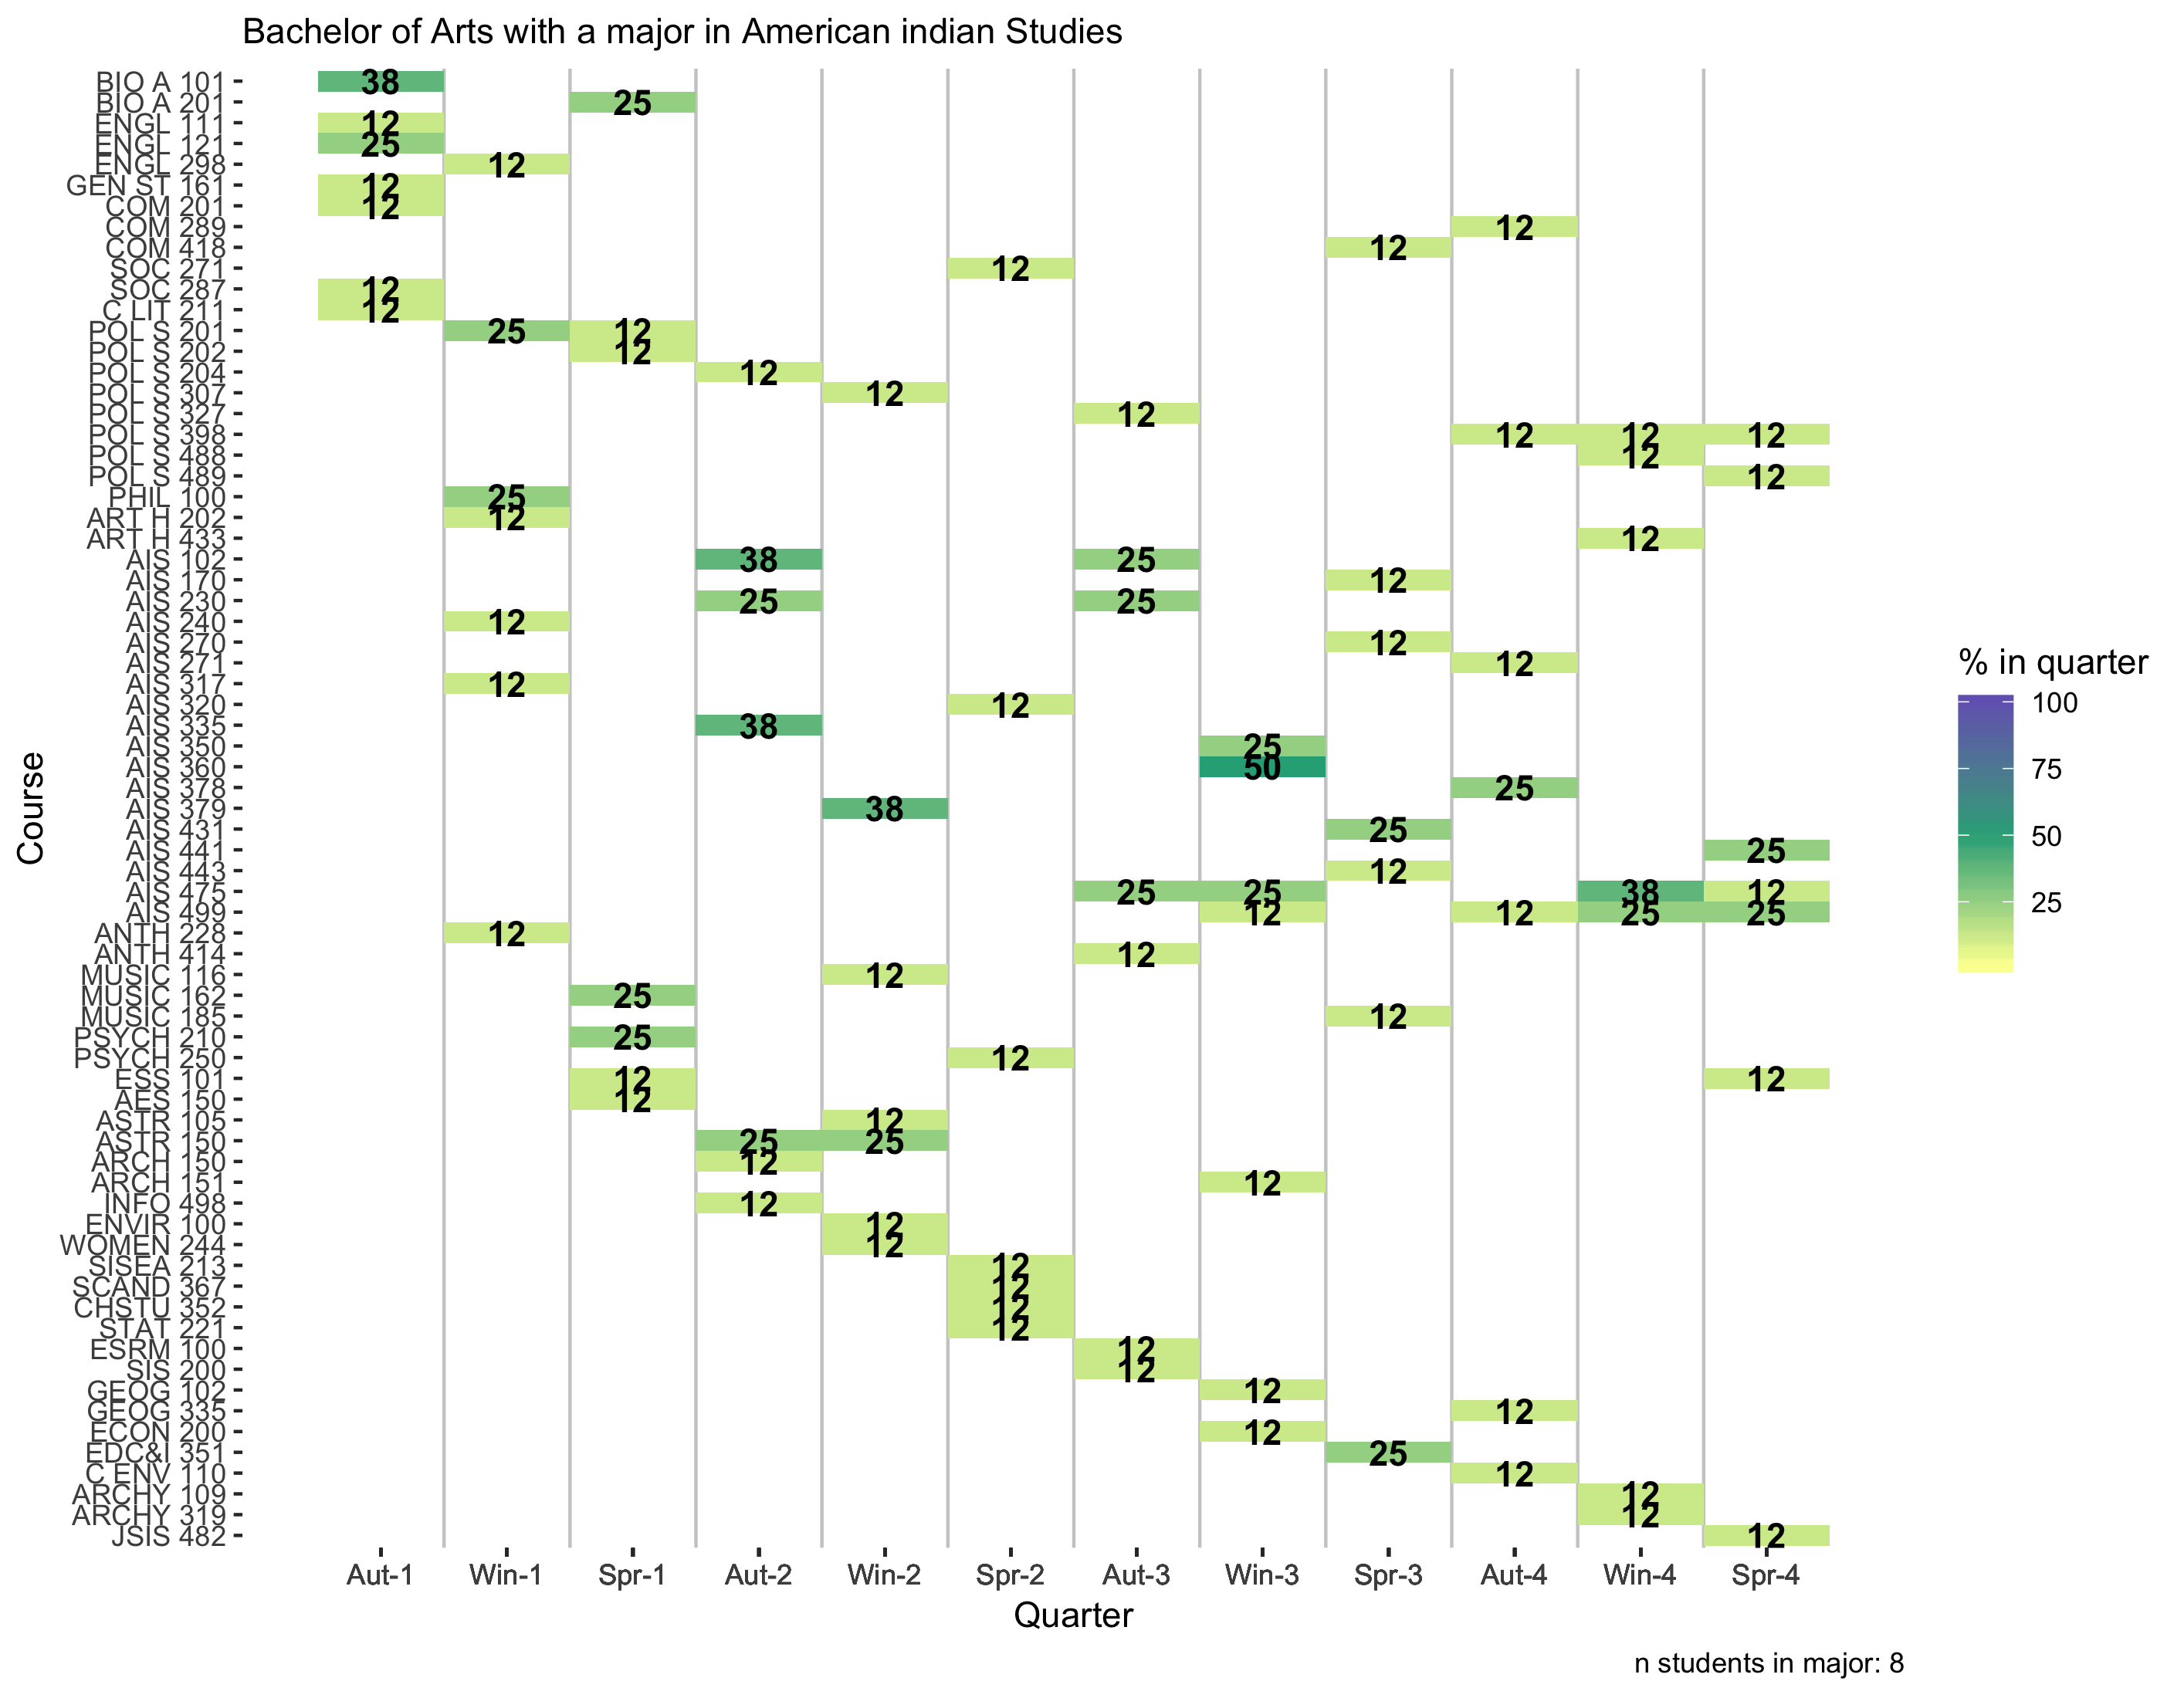 Bachelor of Arts with a major in American indian Studies
BIO A 101 38
BIO A 201 25
ENGL 111 12
ENGL 121 25
ENGL 298 12
GEN ST 161 12
COM 201 12
COM 289 12
COM 418 12
SOC 271 12
SOC 287 12
C LIT 211 12
POL S 201 25 12
POL S 202 12
POL S 204 12
POL S 307 12
POL S 327 12
POL S 398 12 12 12
POL S 488 12
POL S 489 12
PHIL 100 25
ART H 202 12
ART H 433 12
AIS 102 38 25
AIS 170 12
AIS 230 25 25
AIS 240 12
AIS 270 12
AIS 271 12
AIS 317 12
AIS 320 12
AIS 335 38
AIS 350 25
AIS 360 50
AIS 378 25
AIS 379 38
AIS 431 25
AIS 441 25
AIS 443 12
AIS 475 25 25 38 12
AIS 499 12 12 25 25
ANTH 228 12
ANTH 414 12
MUSIC 116 12
MUSIC 162 25
MUSIC 185 12
PSYCH 210 25
PSYCH 250 12
ESS 101 12 12
AES 150 12
ASTR 105 12
ASTR 150 25 25
ARCH 150 12
ARCH 151 12
INFO 498 12
ENVIR 100 12
WOMEN 244 12
SISEA 213 12
SCAND 367 12
CHSTU 352 12
STAT 221 12
ESRM 100 12
SIS 200 12
GEOG 102 12
GEOG 335 12
ECON 200 12
EDC&I 351 25
C ENV 110 12
ARCHY 109 12
ARCHY 319 12
JSIS 482 12
Course
Aut-1 Win-1 Spr-1 Aut-2 Win-2 Spr-2 Aut-3 Win-3 Spr-3 Aut-4 Win-4 Spr-4
Quarter
% in quarter
100
75
50
25
n students in major: 8